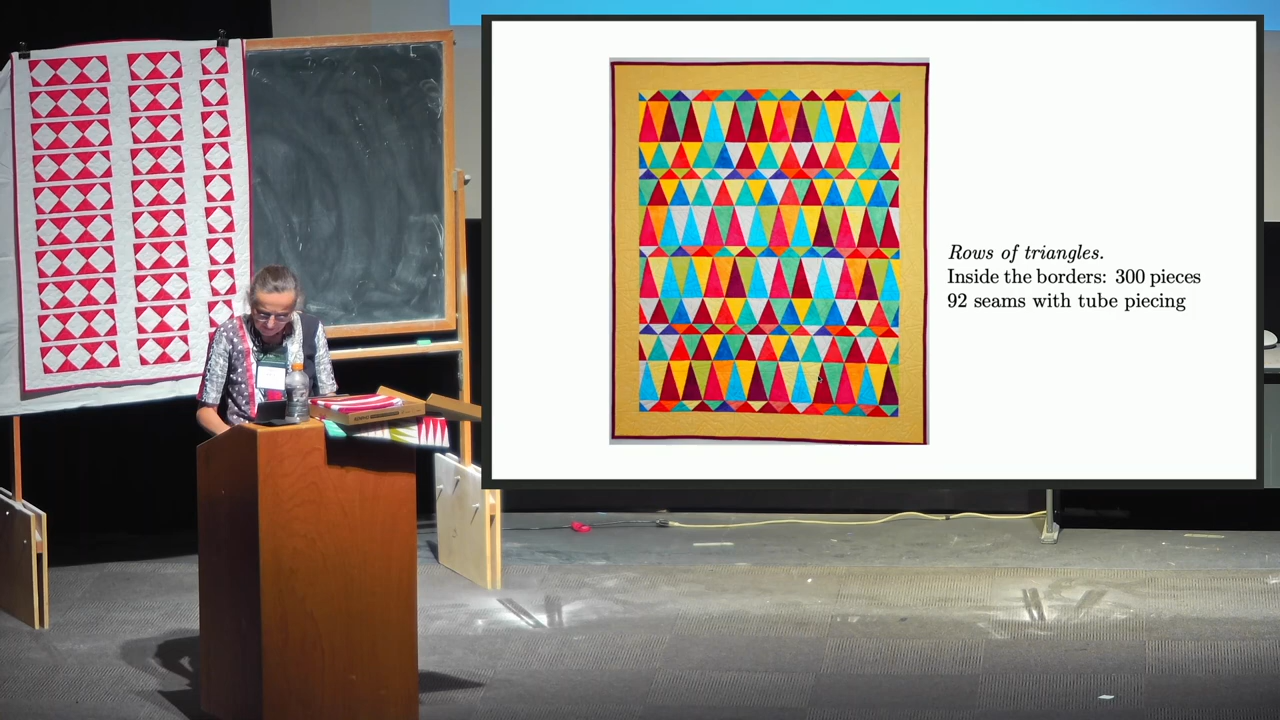 Rows of triangles.
Inside the borders: 300 pieces
92 seams with tube piecing